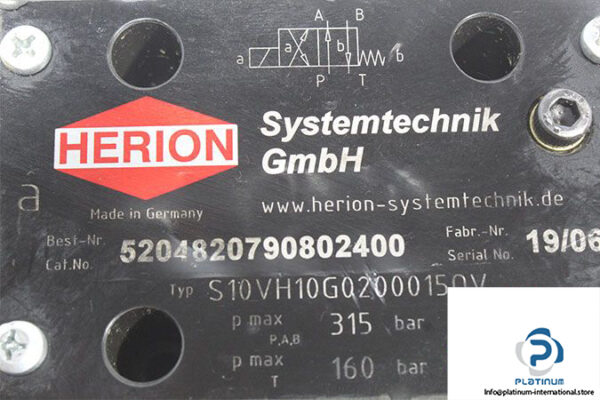 A B
a a b b
P T
HERION
Systemtechnik
GmbH
a
Made in Germany
www.herion-systemtechnik.de
Best-Nr.
Cat.No. 5204820790802400
Fabr.-Nr.
Serial No. 19/06
Typ S10VH10G02000150V
p max P,A,B 315 bar
p max T 160 bar
PLATINUM
INTERNATIONAL
Info@platinum-international.store